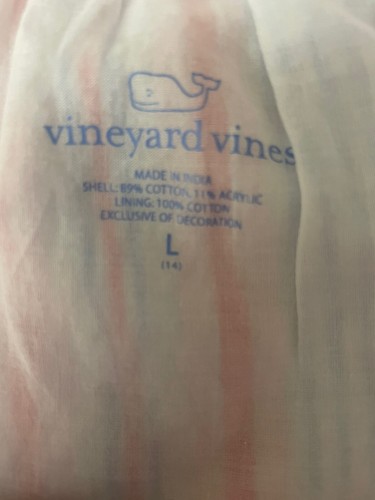 vineyard vines
MADE IN INDIA
SHELL: 89% COTTON, 11% ACRYLIC
LINING: 100% COTTON
EXCLUSIVE OF DECORATION
L
(14)